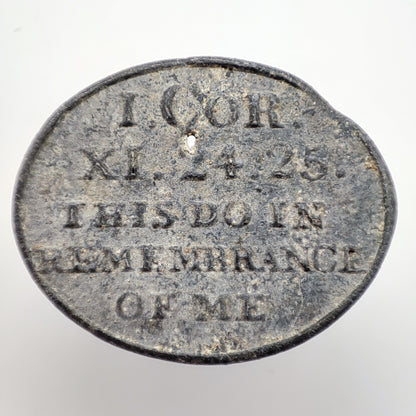 I. COR.
XI. 24. 25.
THIS DO IN
REMEMBRANCE
OF ME